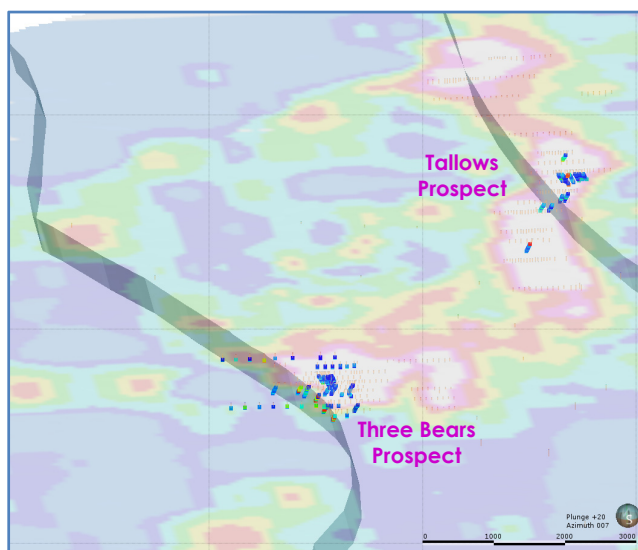 Tallows
Prospect
Three Bears
Prospect
Plunge +20
Azimuth 007
S
0 1000 2000 3000